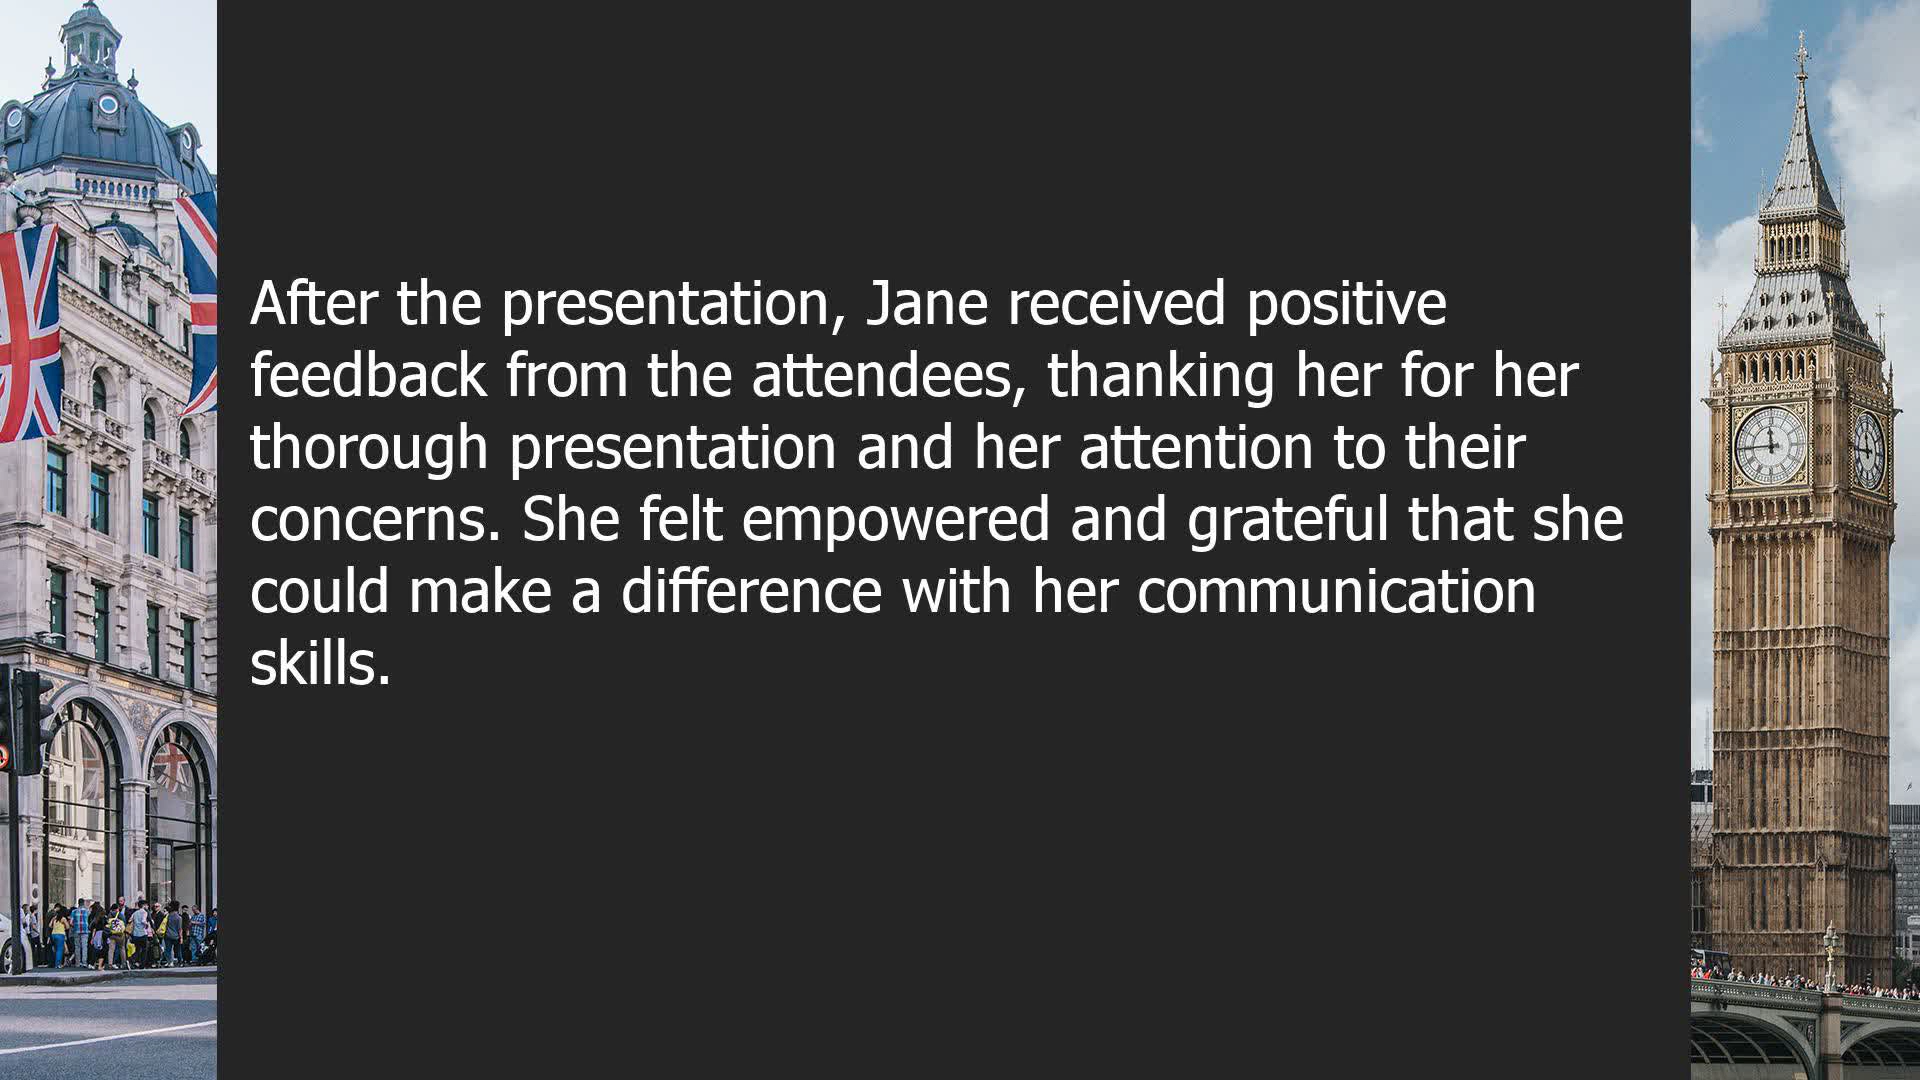 After the presentation, Jane received positive
feedback from the attendees, thanking her for her
thorough presentation and her attention to their
concerns. She felt empowered and grateful that she
could make a difference with her communication
skills.